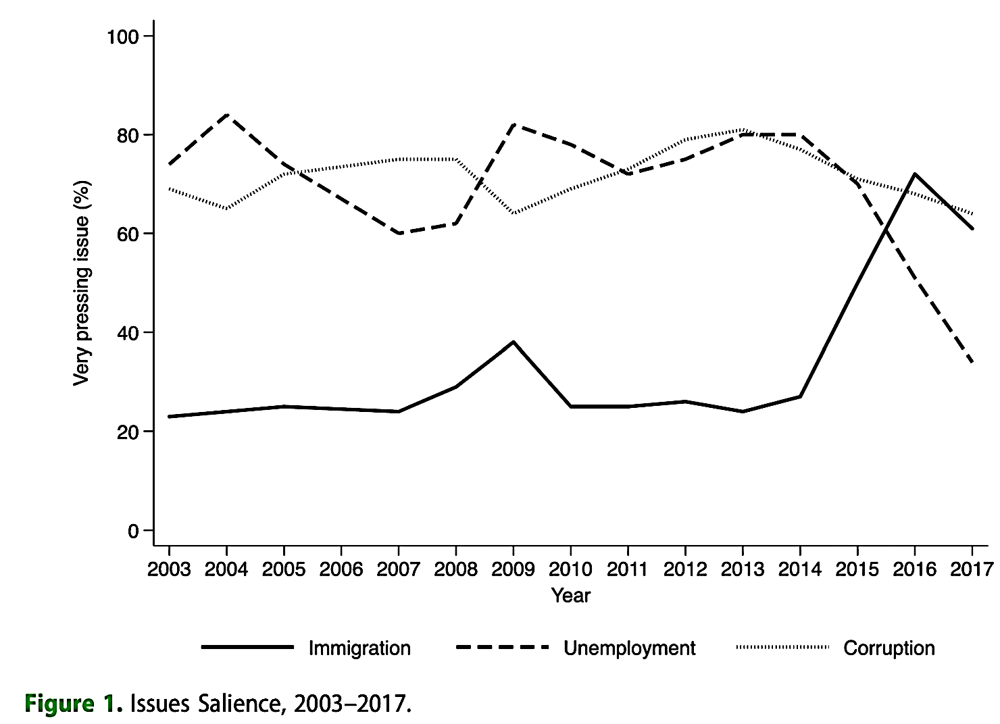 100
80
60
40
20
0
Very pressing issue (%)
2003 2004 2005 2006 2007 2008 2009 2010 2011 2012 2013 2014 2015 2016 2017
Year
Immigration Unemployment Corruption
Figure 1. Issues Salience, 2003–2017.